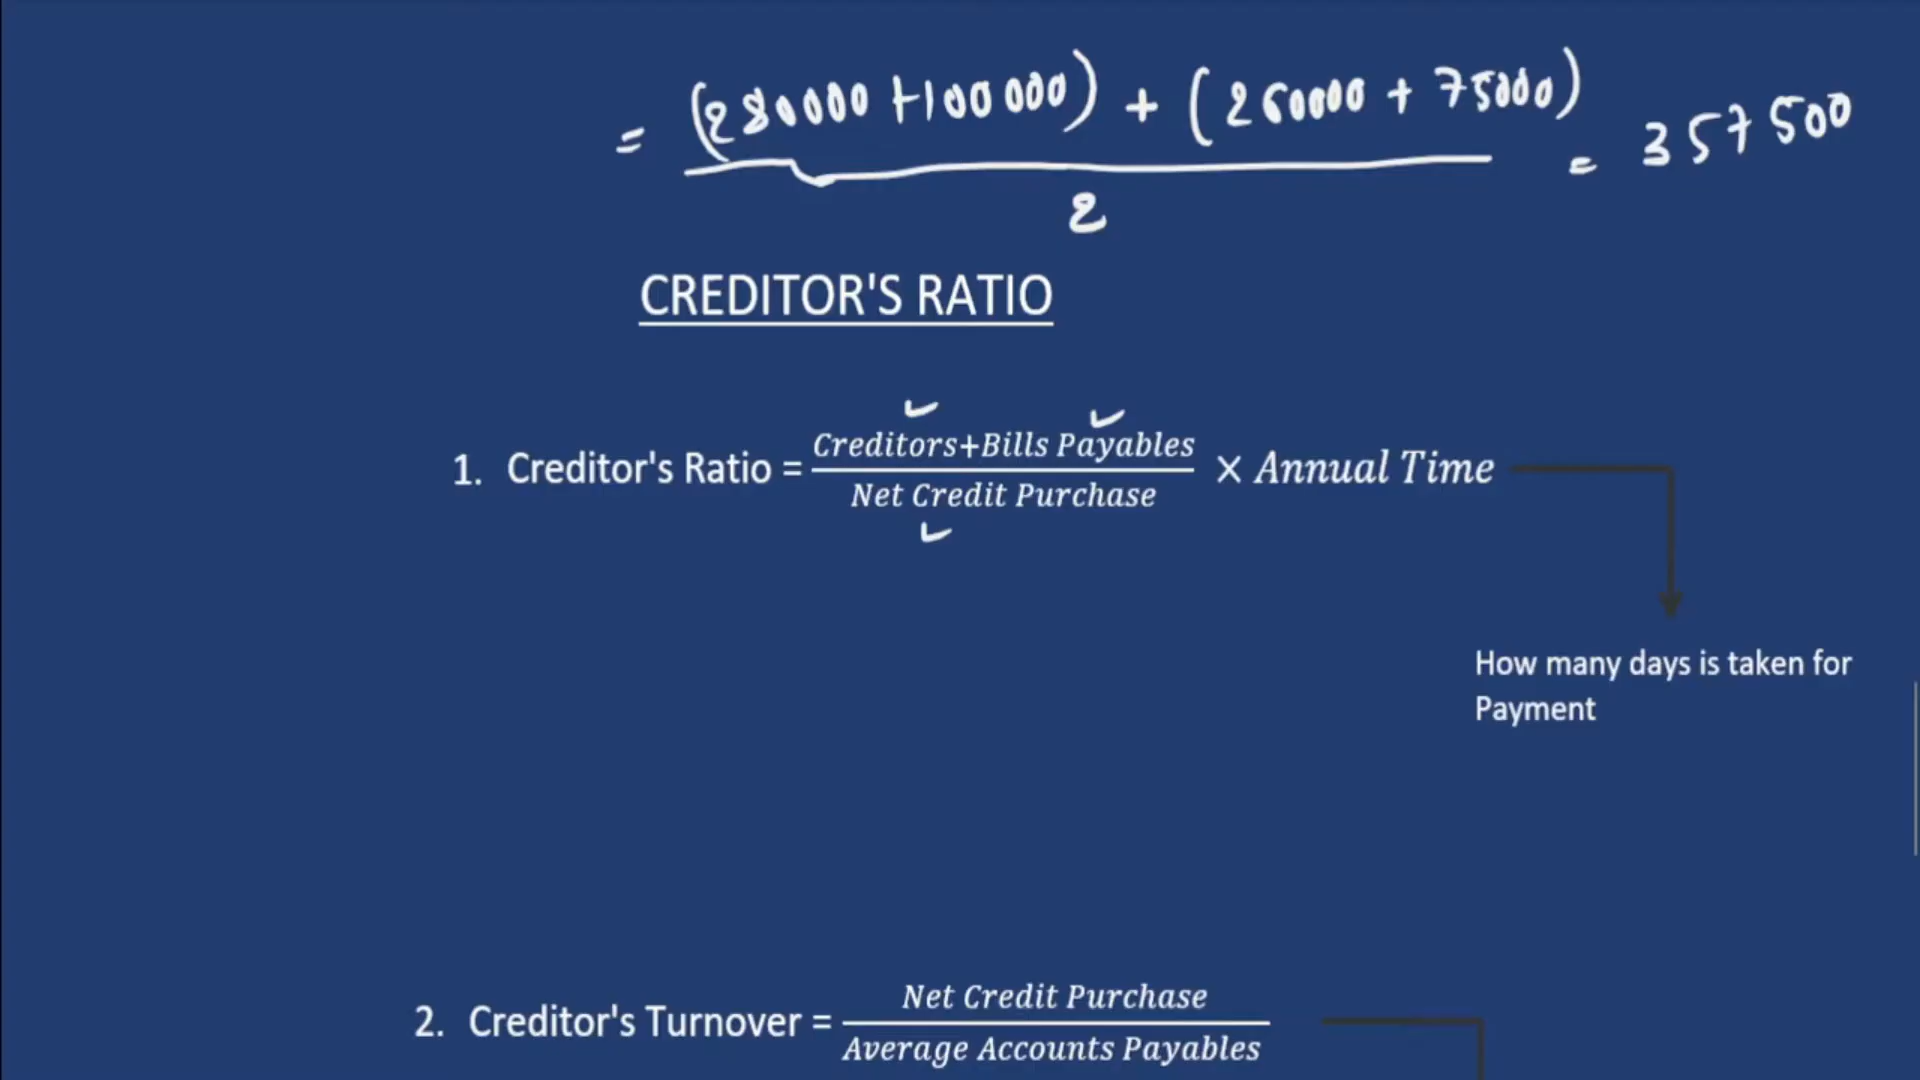 = (280000 + 100000) + (260000 + 75000) = 357500
2
CREDITOR'S RATIO
1. Creditor's Ratio = Creditors+Bills Payables × Annual Time
Net Credit Purchase
How many days is taken for
Payment
2. Creditor's Turnover = Net Credit Purchase
Average Accounts Payables